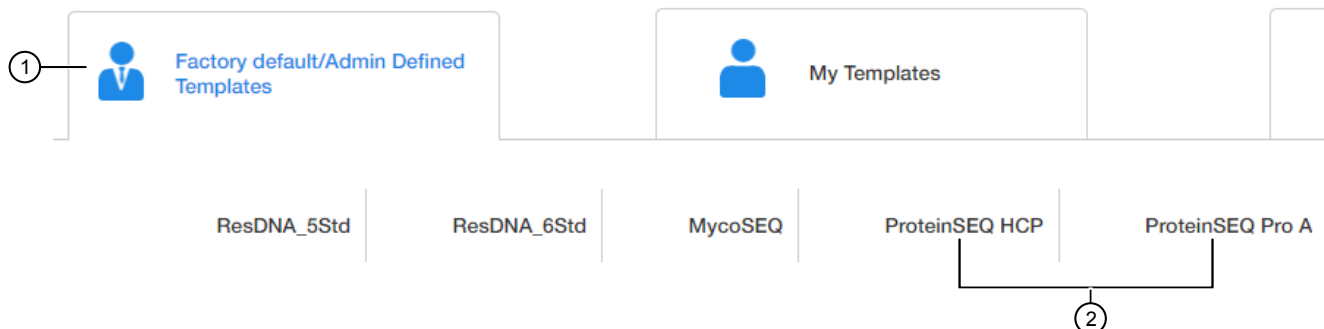 1
Factory default/Admin Defined
Templates
My Templates
ResDNA_5Std
ResDNA_6Std
MycoSEQ
ProteinSEQ HCP
ProteinSEQ Pro A
2